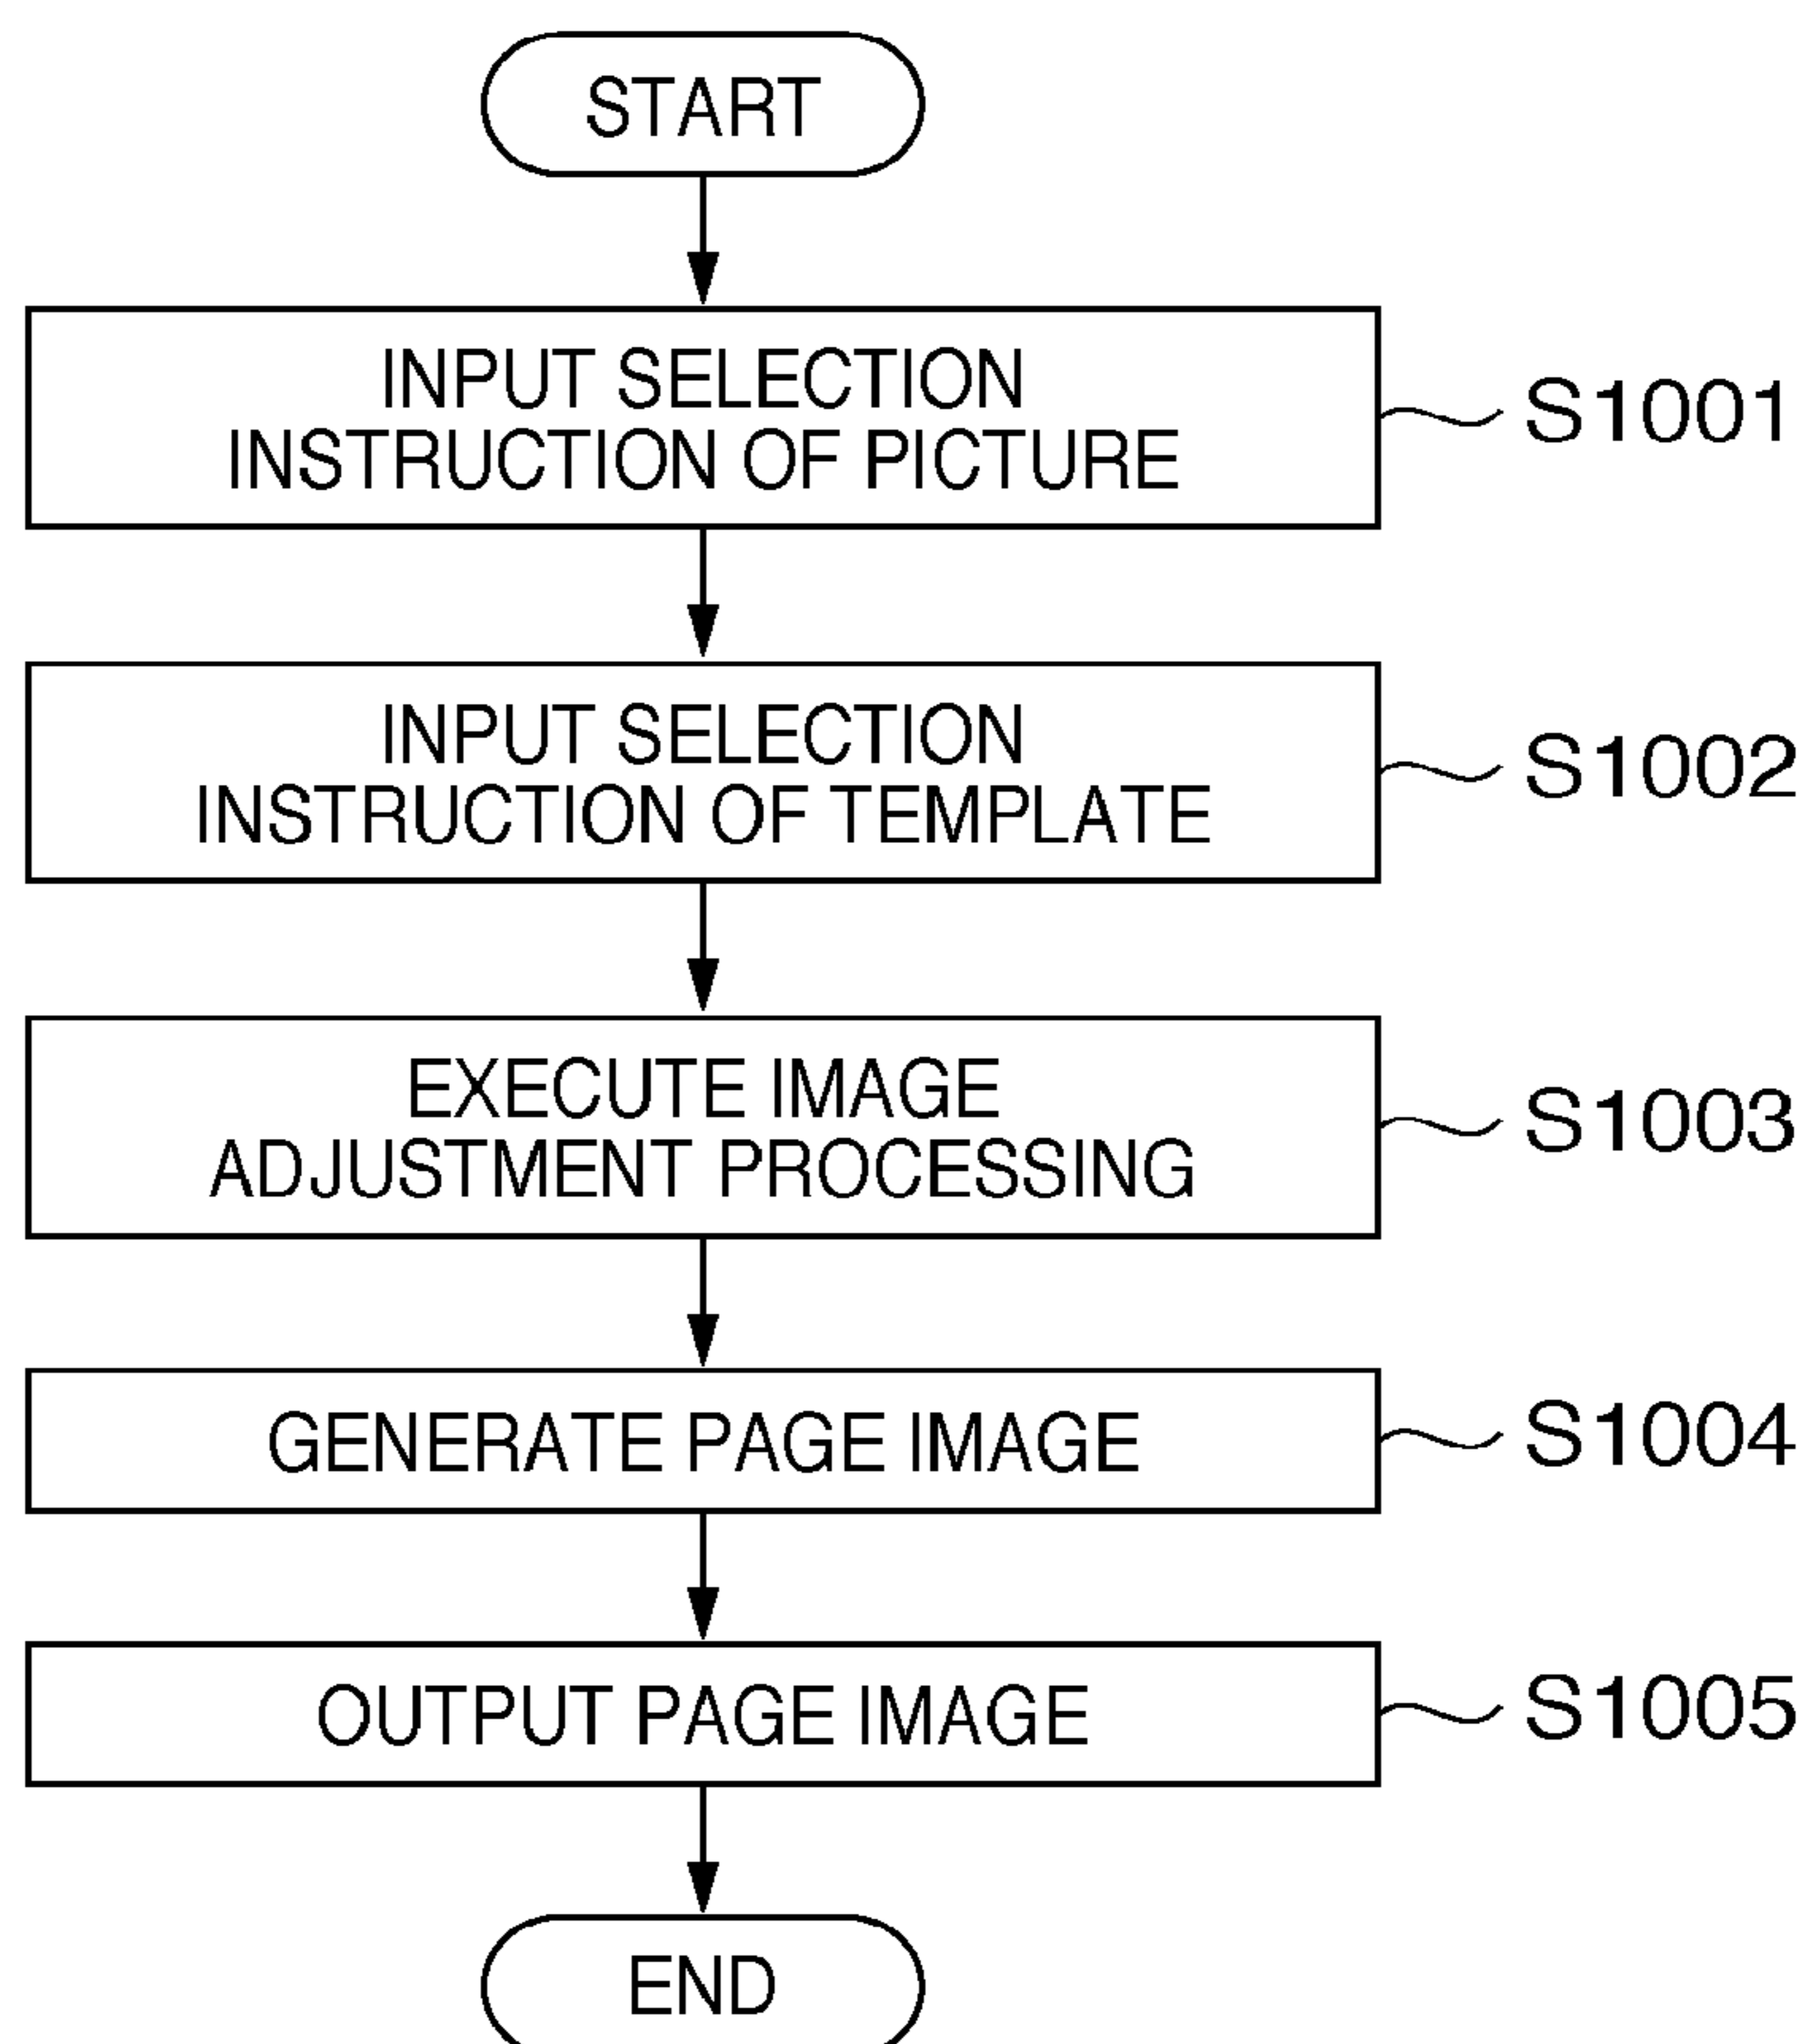 START
INPUT SELECTION
INSTRUCTION OF PICTURE
S1001
INPUT SELECTION
INSTRUCTION OF TEMPLATE
S1002
EXECUTE IMAGE
ADJUSTMENT PROCESSING
S1003
GENERATE PAGE IMAGE
S1004
OUTPUT PAGE IMAGE
S1005
END